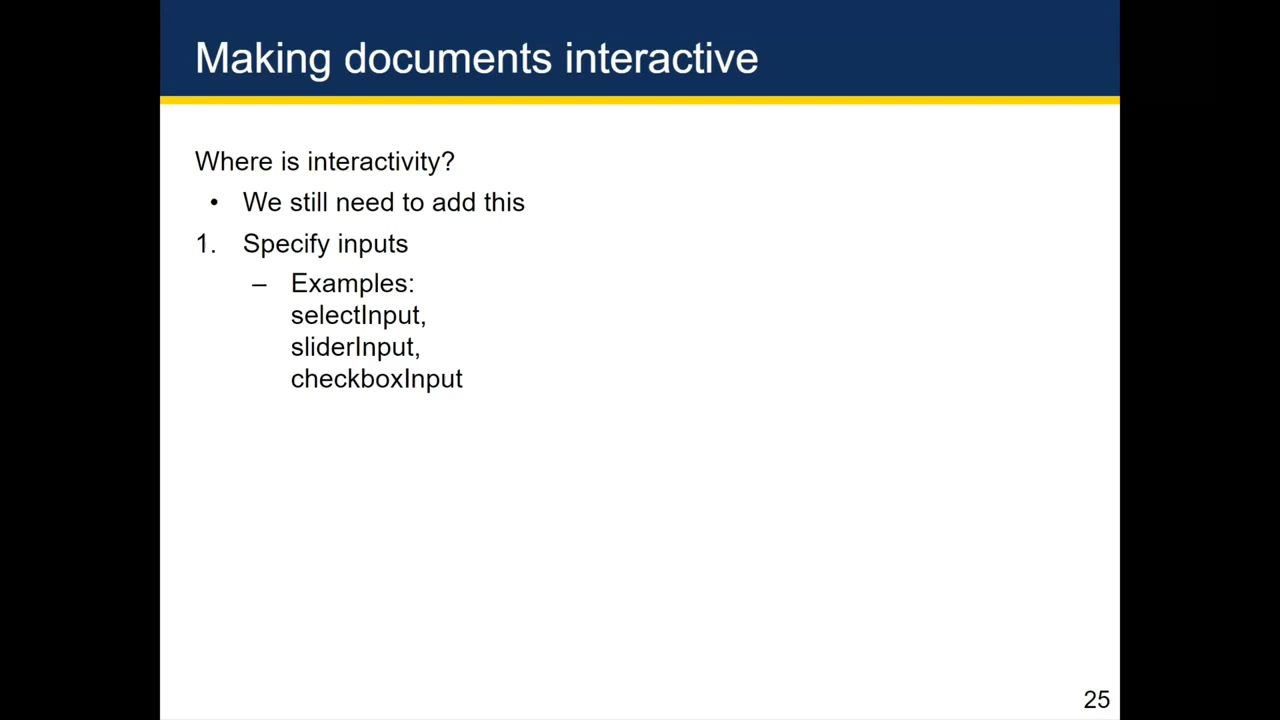 Making documents interactive
Where is interactivity?
• We still need to add this
1. Specify inputs
– Examples:
selectInput,
sliderInput,
checkboxInput
25